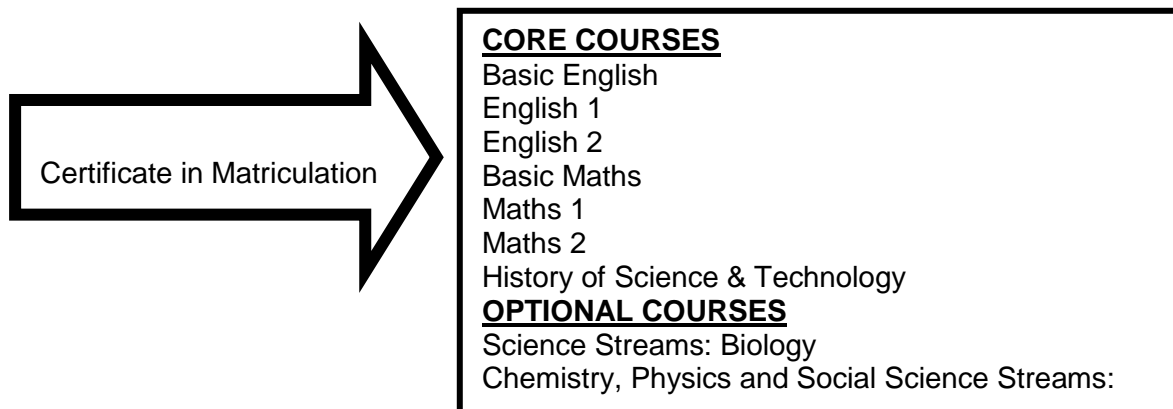 Certificate in Matriculation
CORE COURSES
Basic English
English 1
English 2
Basic Maths
Maths 1
Maths 2
History of Science & Technology
OPTIONAL COURSES
Science Streams: Biology
Chemistry, Physics and Social Science Streams: